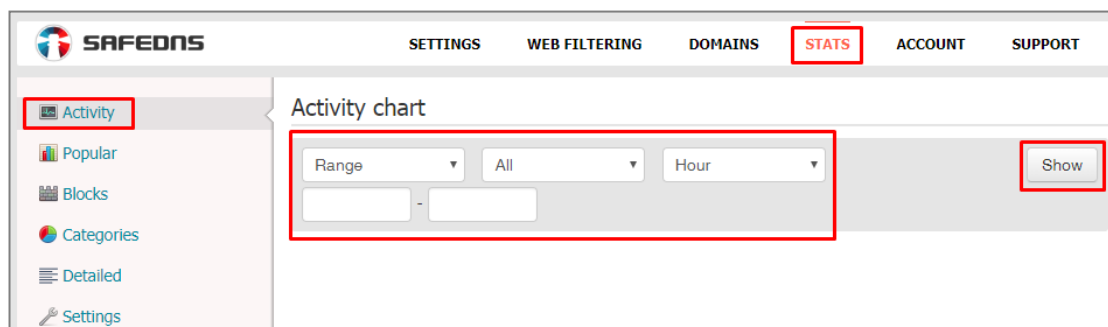 SAFEDNS
SETTINGS WEB FILTERING DOMAINS STATS ACCOUNT SUPPORT
Activity
Popular
Blocks
Categories
Detailed
Settings
Activity chart
Range All Hour Show
-